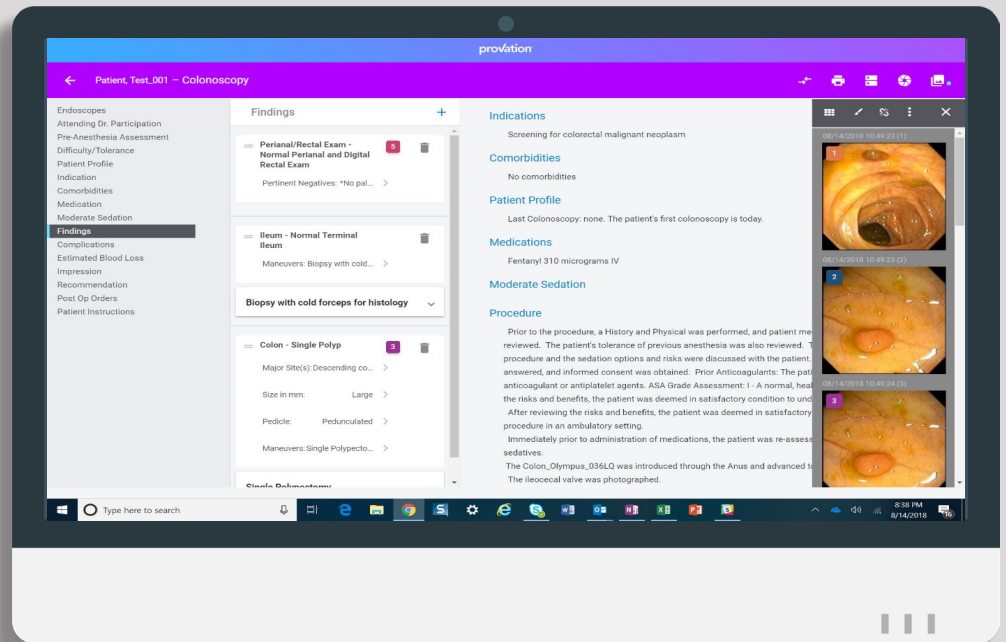 provation
Patient, Test_001 – Colonoscopy
Endoscopes
Attending Dr. Participation
Pre-Anesthesia Assessment
Difficulty/Tolerance
Patient Profile
Indication
Comorbidities
Medication
Moderate Sedation
Findings
Complications
Estimated Blood Loss
Impression
Recommendation
Post Op Orders
Patient Instructions
Findings
+
Perianal/Rectal Exam -
Normal Perianal and Digital
Rectal Exam
5
Pertinent Negatives: *No pal... >
Ileum - Normal Terminal
Ileum
Maneuvers: Biopsy with cold... >
Biopsy with cold forceps for histology
Colon - Single Polyp
3
Major Site(s): Descending co... >
Size in mm: Large >
Pedicle: Pedunculated >
Maneuvers: Single Polypecto... >
Single Polypectomy
Indications
Screening for colorectal malignant neoplasm
Comorbidities
No comorbidities
Patient Profile
Last Colonoscopy: none. The patient's first colonoscopy is today.
Medications
Fentanyl 310 micrograms IV
Moderate Sedation
Procedure
Prior to the procedure, a History and Physical was performed, and patient me
reviewed. The patient's tolerance of previous anesthesia was also reviewed. T
procedure and the sedation options and risks were discussed with the patient.
answered, and informed consent was obtained. Prior Anticoagulants: The pati
anticoagulant or antiplatelet agents. ASA Grade Assessment: I - A normal, heal
the risks and benefits, the patient was deemed in satisfactory condition to und
After reviewing the risks and benefits, the patient was deemed in satisfactory
procedure in an ambulatory setting.
Immediately prior to administration of medications, the patient was re-assess
sedatives.
The Colon_Olympus_036LQ was introduced through the Anus and advanced t
The ileocecal valve was photographed.
08/14/2018 10:49:23 (1)
1
08/14/2018 10:49:23 (2)
2
08/14/2018 10:49:24 (3)
3
Type here to search
8:38 PM
8/14/2018
16